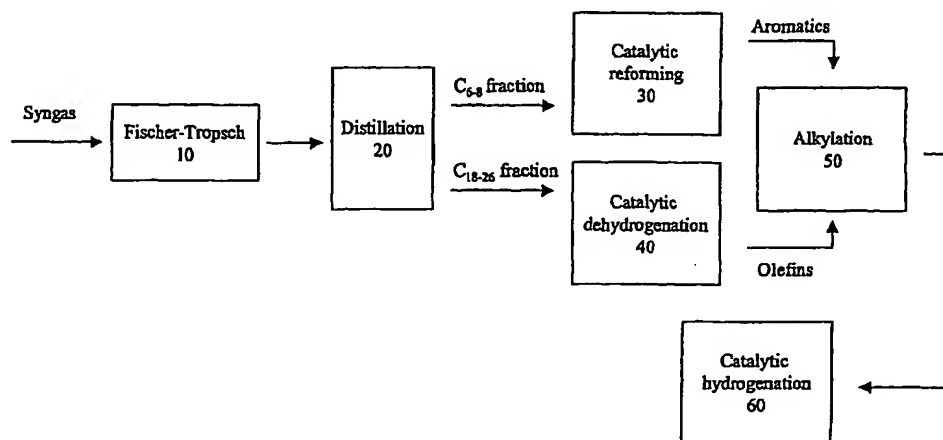 Syngas
Fischer-Tropsch
10
Distillation
20
C6-8 fraction
C18-26 fraction
Catalytic
reforming
30
Catalytic
dehydrogenation
40
Aromatics
Olefins
Alkylation
50
Catalytic
hydrogenation
60